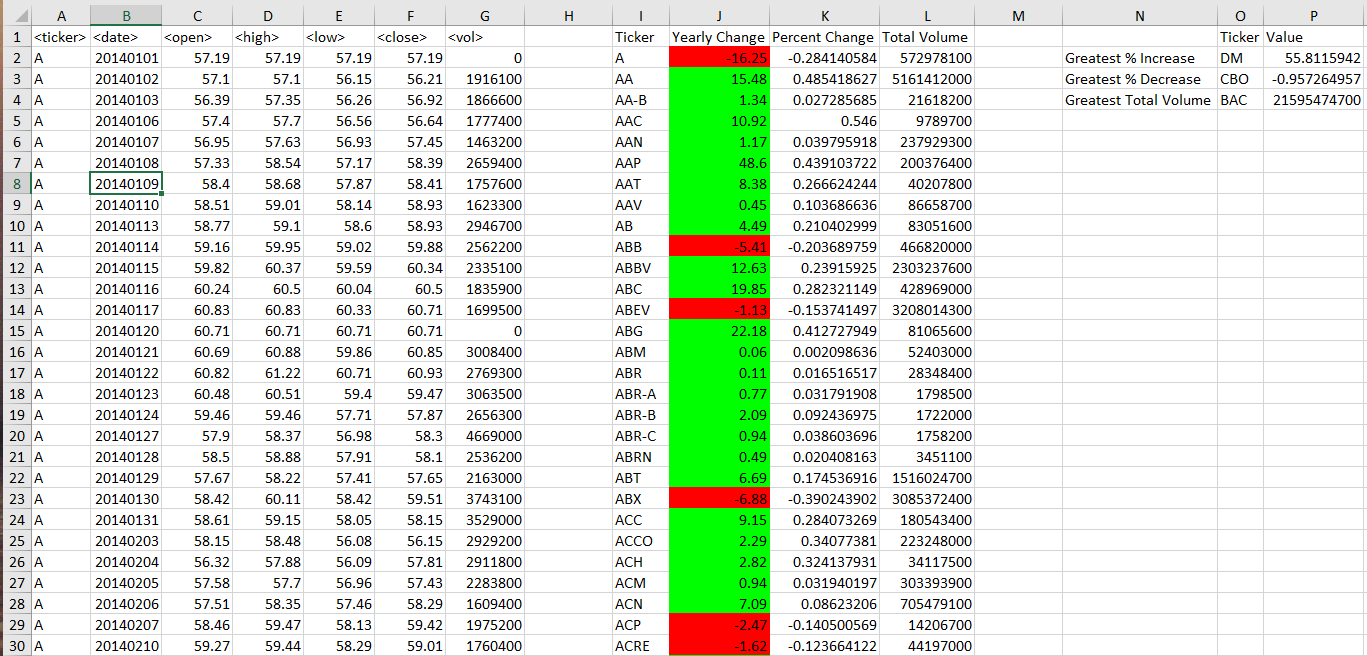 A B C D E F G H I J K L M N O P
1 <ticker> <date> <open> <high> <low> <close> <vol> Ticker Yearly Change Percent Change Total Volume Ticker Value
2 A 20140101 57.19 57.19 57.19 57.19 0 A -16.25 -0.284140584 572978100 Greatest % Increase DM 55.8115942
3 A 20140102 57.1 57.1 56.15 56.21 1916100 AA 15.48 0.485418627 5161412000 Greatest % Decrease CBO -0.957264957
4 A 20140103 56.39 57.35 56.26 56.92 1866600 AA-B 1.34 0.027285685 21618200 Greatest Total Volume BAC 21595474700
5 A 20140106 57.4 57.7 56.56 56.64 1777400 AAC 10.92 0.546 9789700
6 A 20140107 56.95 57.63 56.93 57.45 1463200 AAN 1.17 0.039795918 237929300
7 A 20140108 57.33 58.54 57.17 58.39 2659400 AAP 48.6 0.439103722 200376400
8 A 20140109 58.4 58.68 57.87 58.41 1757600 AAT 8.38 0.266624244 40207800
9 A 20140110 58.51 59.01 58.14 58.93 1623300 AAV 0.45 0.103686636 86658700
10 A 20140113 58.77 59.1 58.6 58.93 2946700 AB 4.49 0.210402999 83051600
11 A 20140114 59.16 59.95 59.02 59.88 2562200 ABB -5.41 -0.203689759 466820000
12 A 20140115 59.82 60.37 59.59 60.34 2335100 ABBV 12.63 0.23915925 2303237600
13 A 20140116 60.24 60.5 60.04 60.5 1835900 ABC 19.85 0.282321149 428969000
14 A 20140117 60.83 60.83 60.33 60.71 1699500 ABEV -1.13 -0.153741497 3208014300
15 A 20140120 60.71 60.71 60.71 60.71 0 ABG 22.18 0.412727949 81065600
16 A 20140121 60.69 60.88 59.86 60.85 3008400 ABM 0.06 0.002098636 52403000
17 A 20140122 60.82 61.22 60.71 60.93 2769300 ABR 0.11 0.016516517 28348400
18 A 20140123 60.48 60.51 59.4 59.47 3063500 ABR-A 0.77 0.031791908 1798500
19 A 20140124 59.46 59.46 57.71 57.87 2656300 ABR-B 2.09 0.092436975 1722000
20 A 20140127 57.9 58.37 56.98 58.3 4669000 ABR-C 0.94 0.038603696 1758200
21 A 20140128 58.5 58.88 57.91 58.1 2536200 ABRN 0.49 0.020408163 3451100
22 A 20140129 57.67 58.22 57.41 57.65 2163000 ABT 6.69 0.174536916 1516024700
23 A 20140130 58.42 60.11 58.42 59.51 3743100 ABX -6.88 -0.390243902 3085372400
24 A 20140131 58.61 59.15 58.05 58.15 3529000 ACC 9.15 0.284073269 180543400
25 A 20140203 58.15 58.48 56.08 56.15 2929200 ACCO 2.29 0.34077381 223248000
26 A 20140204 56.32 57.88 56.09 57.81 2911800 ACH 2.82 0.324137931 34117500
27 A 20140205 57.58 57.7 56.96 57.43 2283800 ACM 0.94 0.031940197 303393900
28 A 20140206 57.51 58.35 57.46 58.29 1609400 ACN 7.09 0.08623206 705479100
29 A 20140207 58.46 59.47 58.13 59.42 1975200 ACP -2.47 -0.140500569 14206700
30 A 20140210 59.27 59.44 58.29 59.01 1760400 ACRE -1.62 -0.123664122 44197000